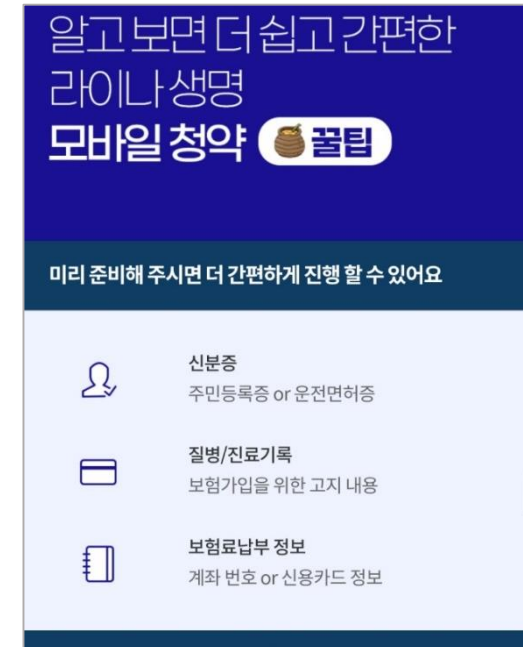 알고 보면 더 쉽고 간편한
라이나 생명
모바일 청약 꿀팁
미리 준비해 주시면 더 간편하게 진행 할 수 있어요
신분증
주민등록증 or 운전면허증
질병/진료기록
보험가입을 위한 고지 내용
보험료납부 정보
계좌 번호 or 신용카드 정보